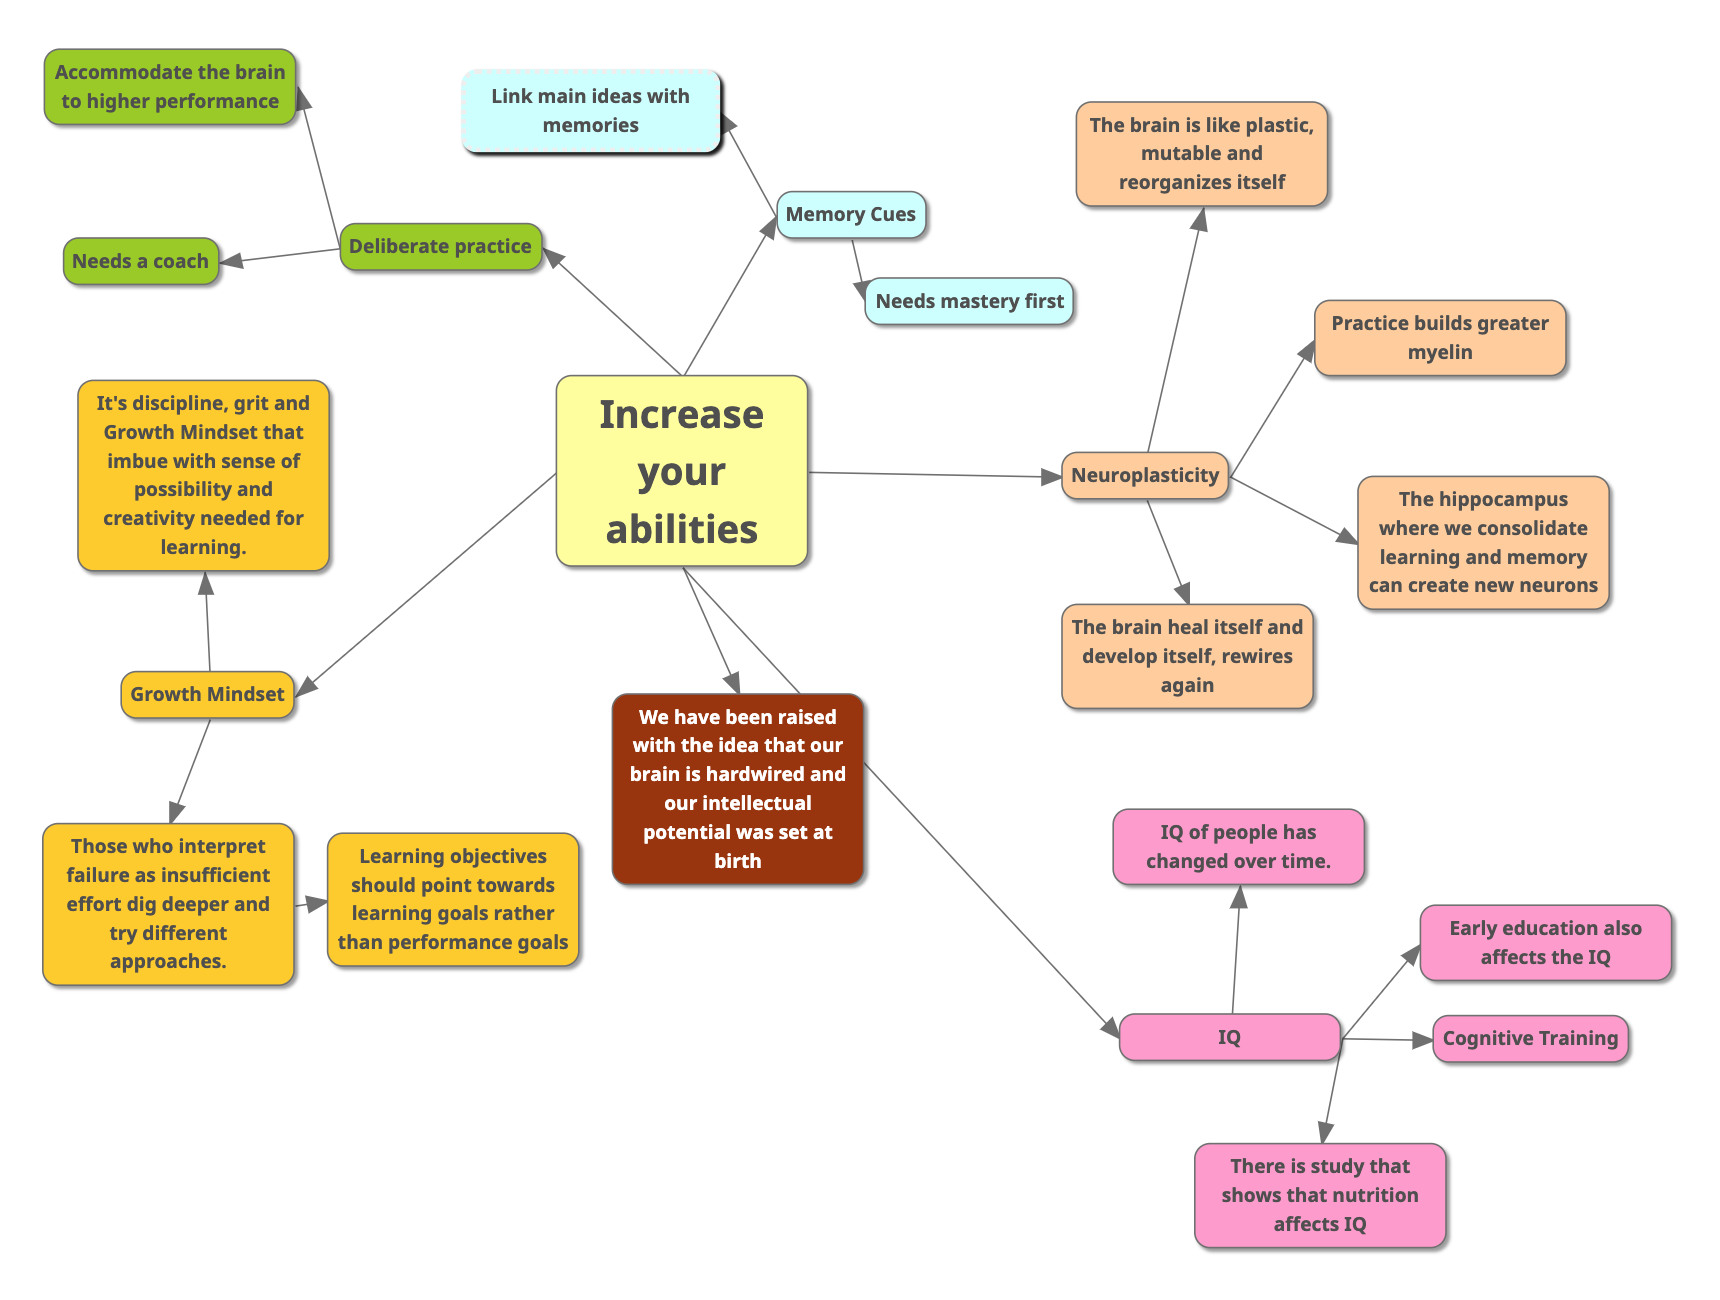 Accommodate the brain
to higher performance
Link main ideas with
memories
The brain is like plastic,
mutable and
reorganizes itself
Memory Cues
Deliberate practice
Needs a coach
Needs mastery first
Practice builds greater
myelin
It's discipline, grit and
Growth Mindset that
imbue with sense of
possibility and
creativity needed for
learning.
Increase
your
abilities
Neuroplasticity
The hippocampus
where we consolidate
learning and memory
can create new neurons
The brain heal itself and
develop itself, rewires
again
Growth Mindset
We have been raised
with the idea that our
brain is hardwired and
our intellectual
potential was set at
birth
Those who interpret
failure as insufficient
effort dig deeper and
try different
approaches.
Learning objectives
should point towards
learning goals rather
than performance goals
IQ of people has
changed over time.
Early education also
affects the IQ
IQ
Cognitive Training
There is study that
shows that nutrition
affects IQ